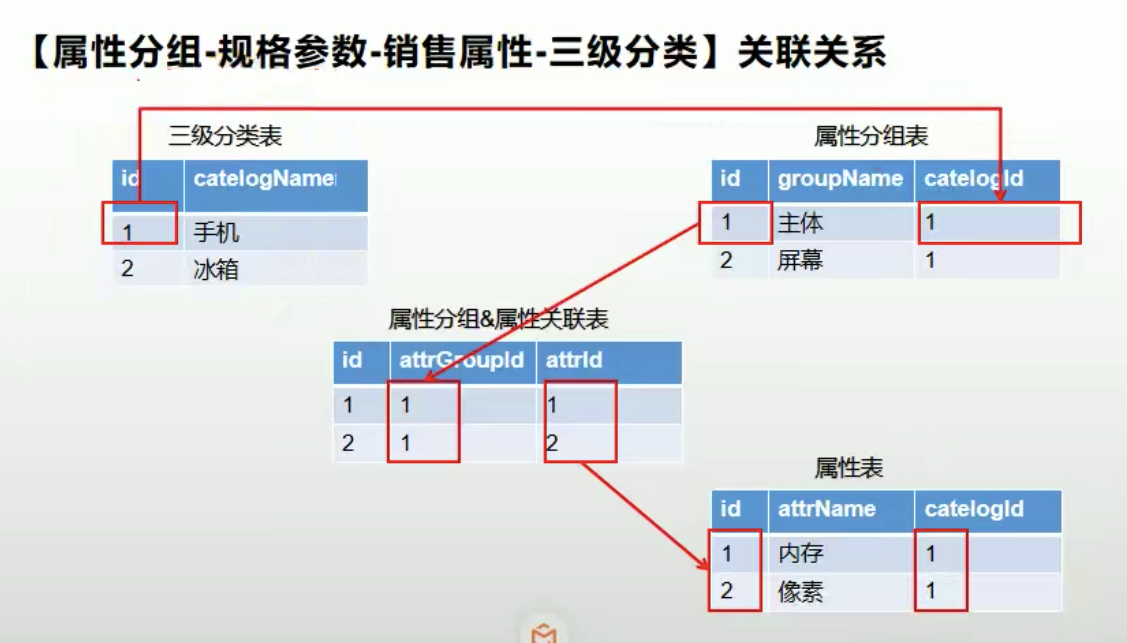 【属性分组-规格参数-销售属性-三级分类】关联关系
三级分类表
id catelogName
1 手机
2 冰箱
属性分组表
id groupName catelogId
1 主体 1
2 屏幕 1
属性分组&属性关联表
id attrGroupId attrId
1 1 1
2 1 2
属性表
id attrName catelogId
1 内存 1
2 像素 1